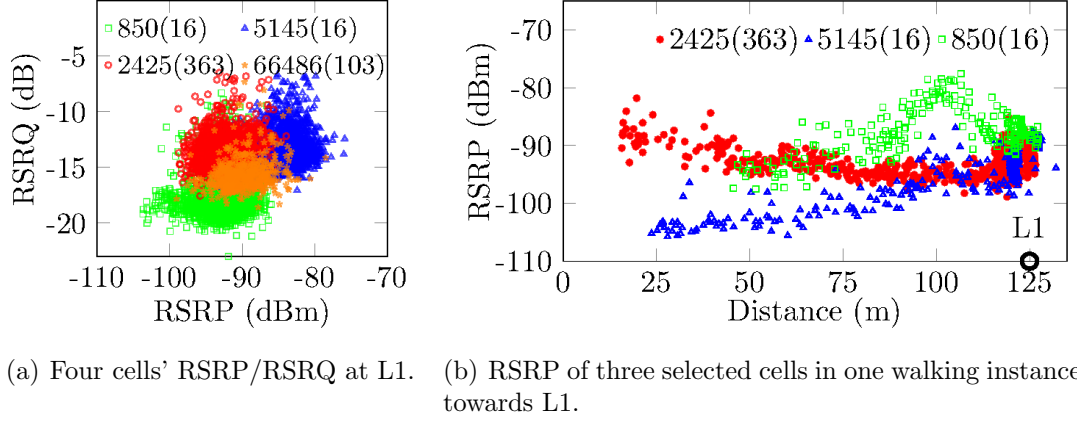 850(16) 5145(16)
2425(363) 66486(103)
RSRQ (dB)
-5
-10
-15
-20
-110 -100 -90 -80 -70
RSRP (dBm)
2425(363) 5145(16) 850(16)
RSRP (dBm)
-70
-80
-90
-100
-110
L1
0 25 50 75 100 125
Distance (m)
(a) Four cells' RSRP/RSRQ at L1.
(b) RSRP of three selected cells in one walking instance
towards L1.